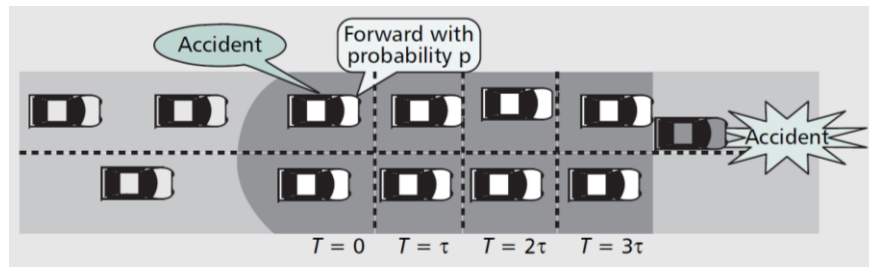 Accident
Forward with
probability p
Accident
T = 0
T = τ
T = 2τ
T = 3τ